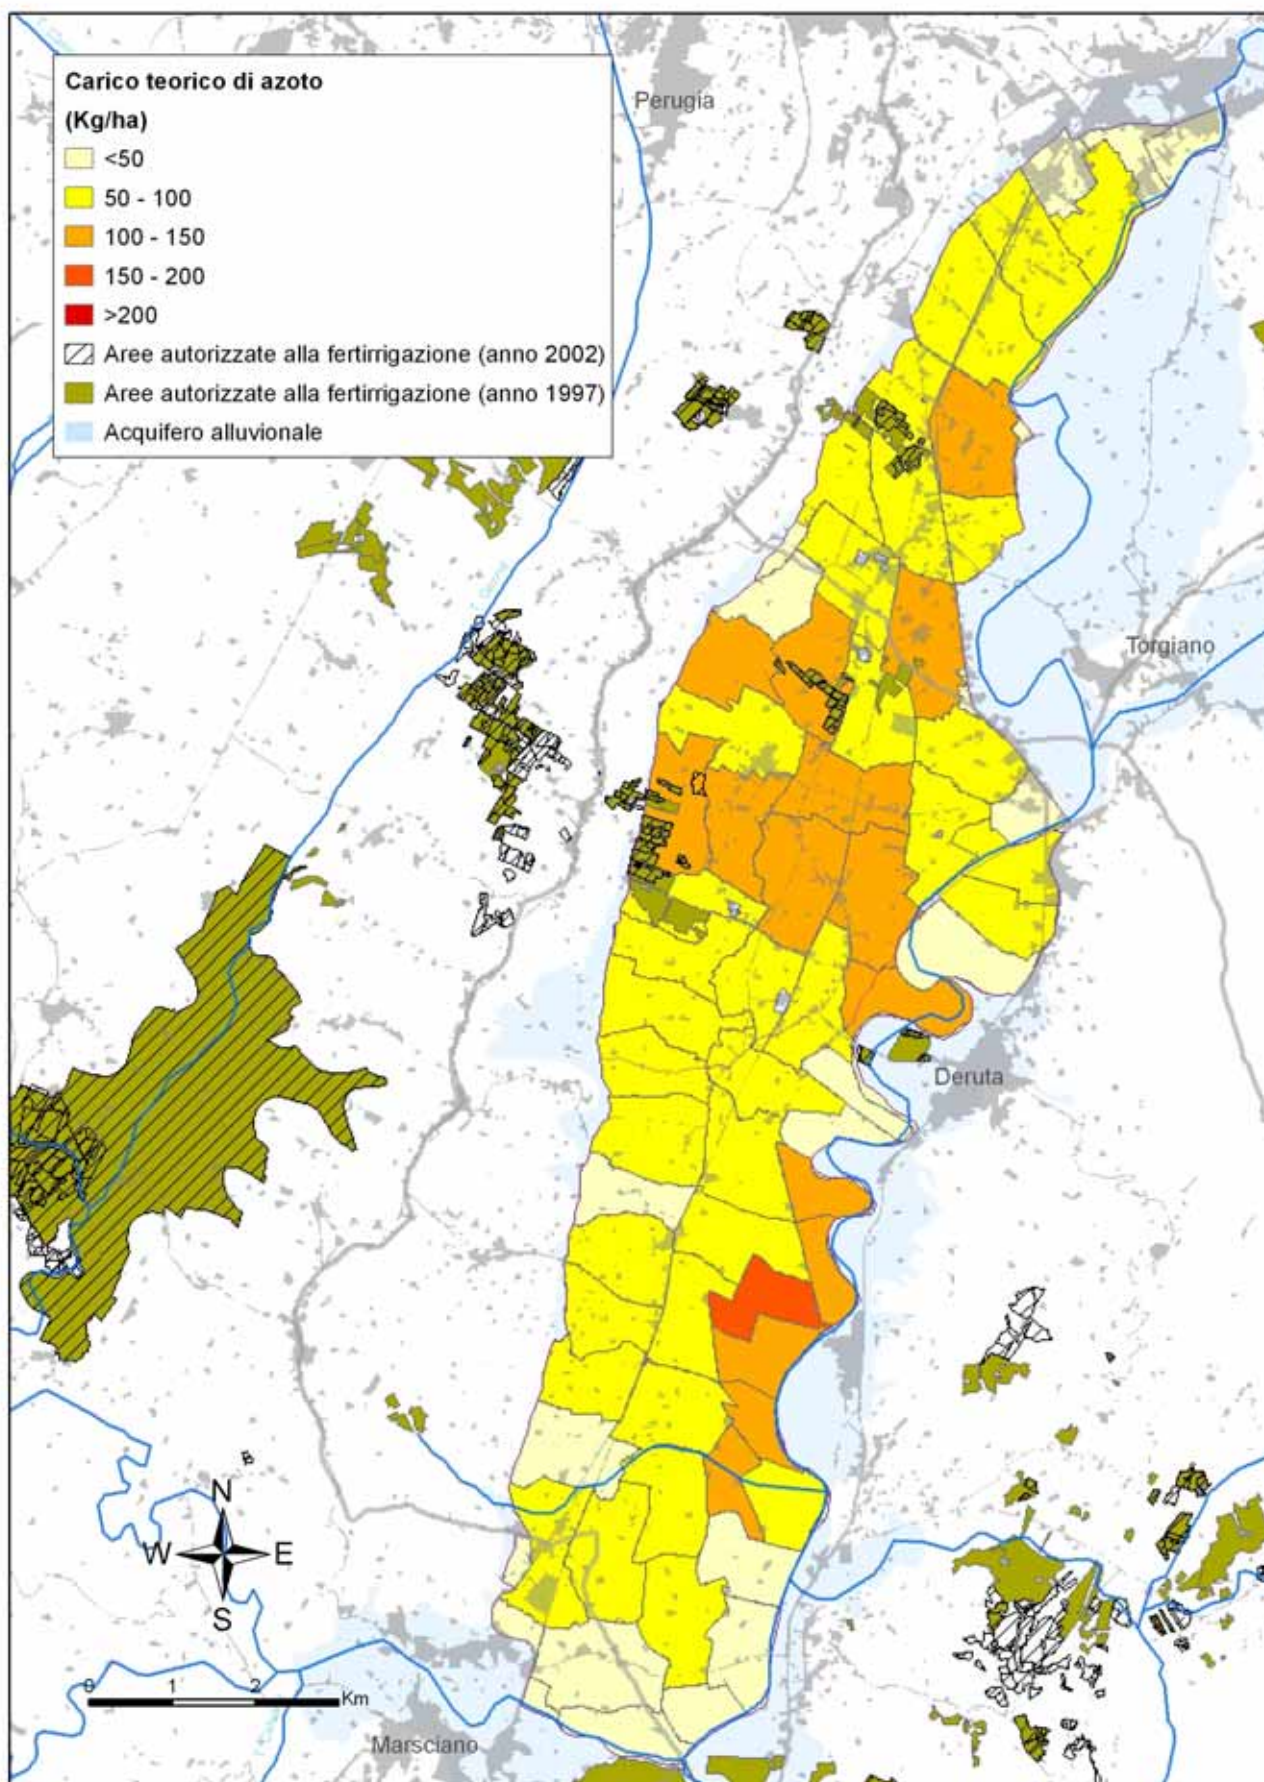 Carico teorico di azoto
(Kg/ha)
<50
50 - 100
100 - 150
150 - 200
>200
Aree autorizzate alla fertirrigazione (anno 2002)
Aree autorizzate alla fertirrigazione (anno 1997)
Acquifero alluvionale
Perugia
Torgiano
Deruta
N
W E
S
0 1 2 Km
Marsciano